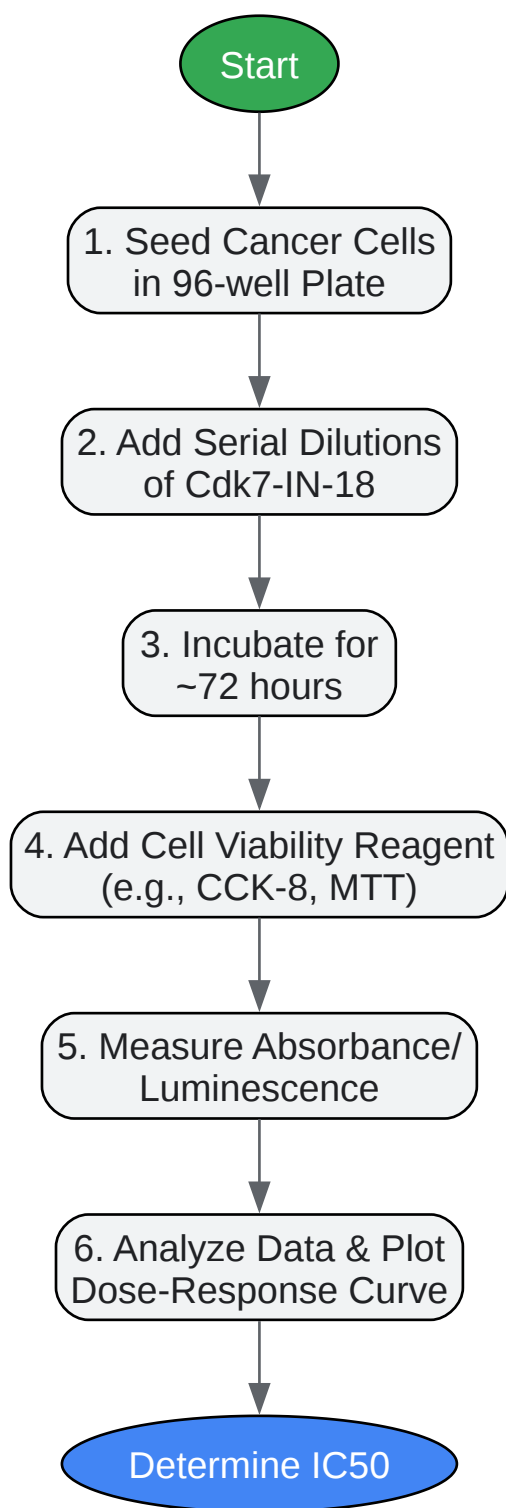 Start
1. Seed Cancer Cells
in 96-well Plate
2. Add Serial Dilutions
of Cdk7-IN-18
3. Incubate for
~72 hours
4. Add Cell Viability Reagent
(e.g., CCK-8, MTT)
5. Measure Absorbance/
Luminescence
6. Analyze Data & Plot
Dose-Response Curve
Determine IC50